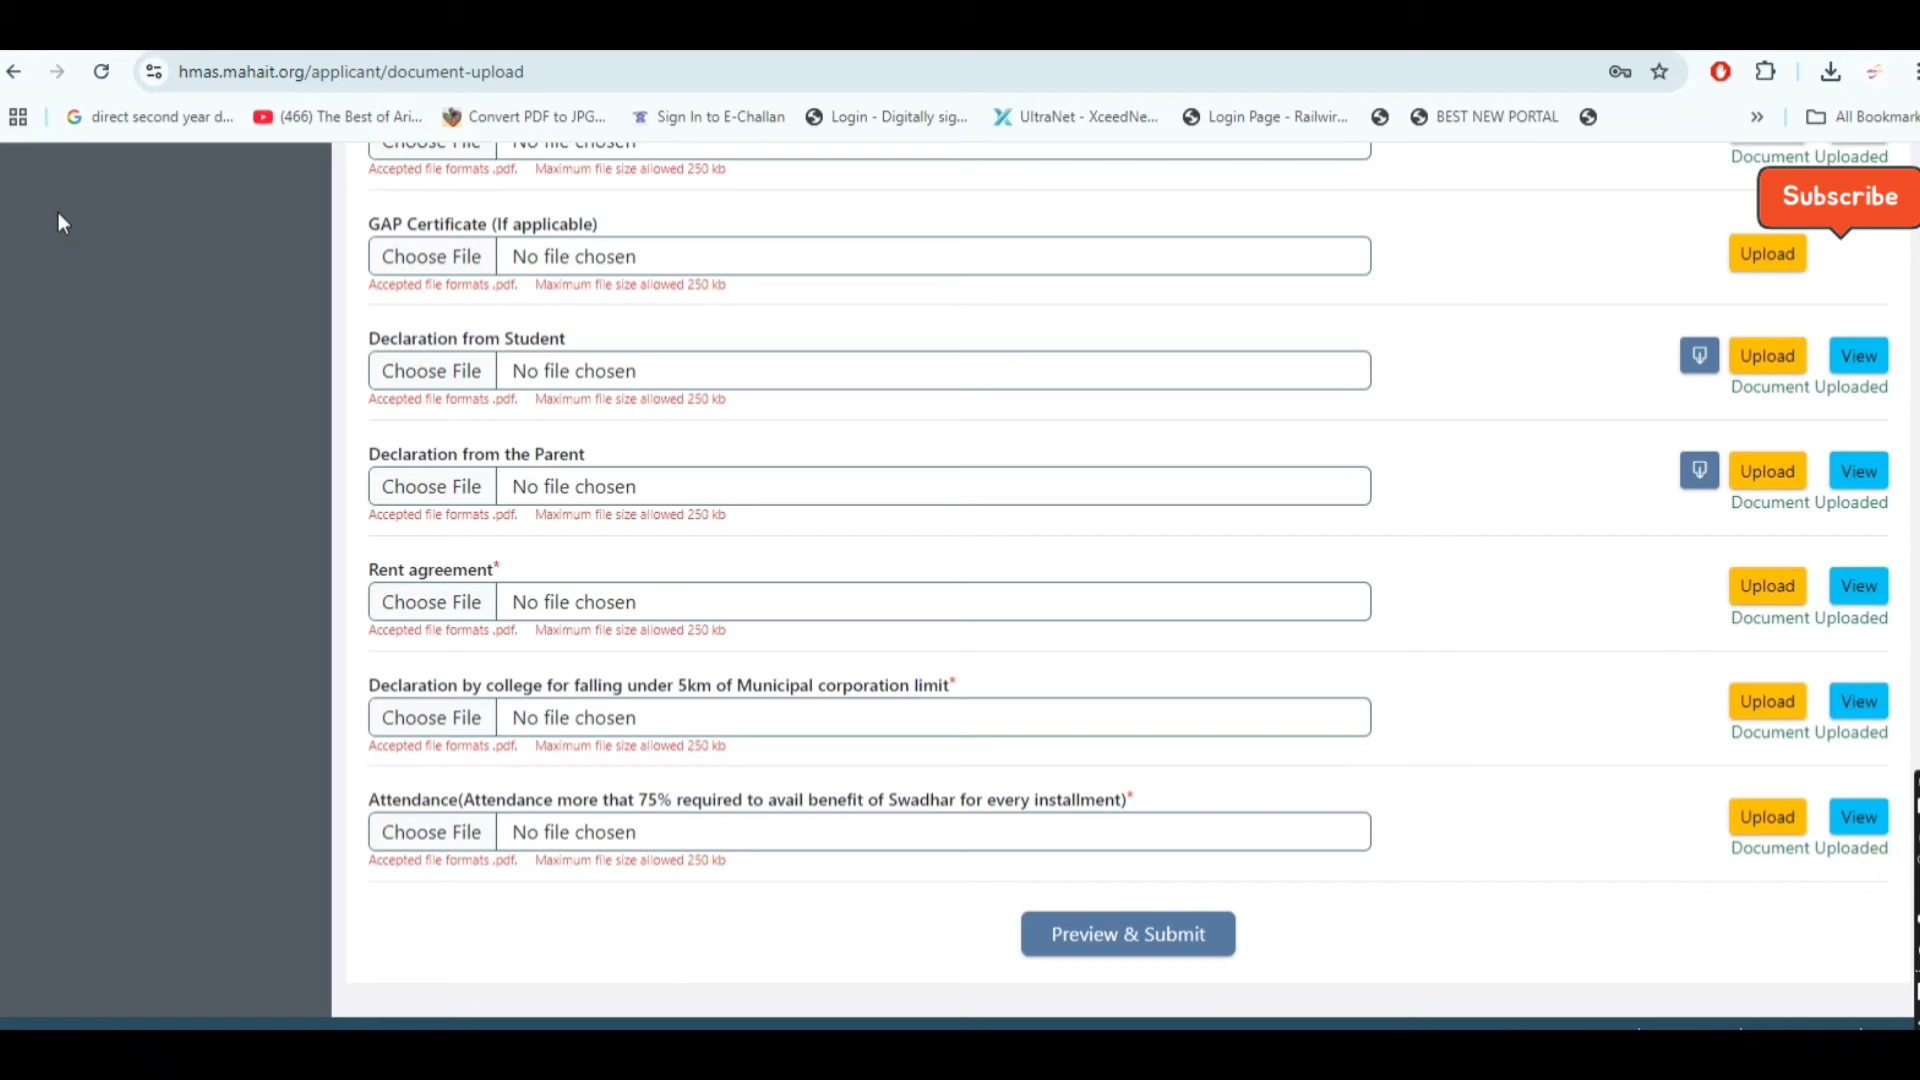 hmas.mahait.org/applicant/document-upload
direct second year d... (466) The Best of Ari... Convert PDF to JPG... Sign In to E-Challan Login - Digitally sig... UltraNet - XceedNe... Login Page - Railwir... BEST NEW PORTAL » All Bookmark
Choose File No file chosen
Document Uploaded
Accepted file formats .pdf. Maximum file size allowed 250 kb
Subscribe
GAP Certificate (If applicable)
Choose File No file chosen Upload
Accepted file formats .pdf. Maximum file size allowed 250 kb
Declaration from Student
Choose File No file chosen Upload View
Document Uploaded
Accepted file formats .pdf. Maximum file size allowed 250 kb
Declaration from the Parent
Choose File No file chosen Upload View
Document Uploaded
Accepted file formats .pdf. Maximum file size allowed 250 kb
Rent agreement*
Choose File No file chosen Upload View
Document Uploaded
Accepted file formats .pdf. Maximum file size allowed 250 kb
Declaration by college for falling under 5km of Municipal corporation limit*
Choose File No file chosen Upload View
Document Uploaded
Accepted file formats .pdf. Maximum file size allowed 250 kb
Attendance(Attendance more that 75% required to avail benefit of Swadhar for every installment)*
Choose File No file chosen Upload View
Document Uploaded
Accepted file formats .pdf. Maximum file size allowed 250 kb
Preview & Submit